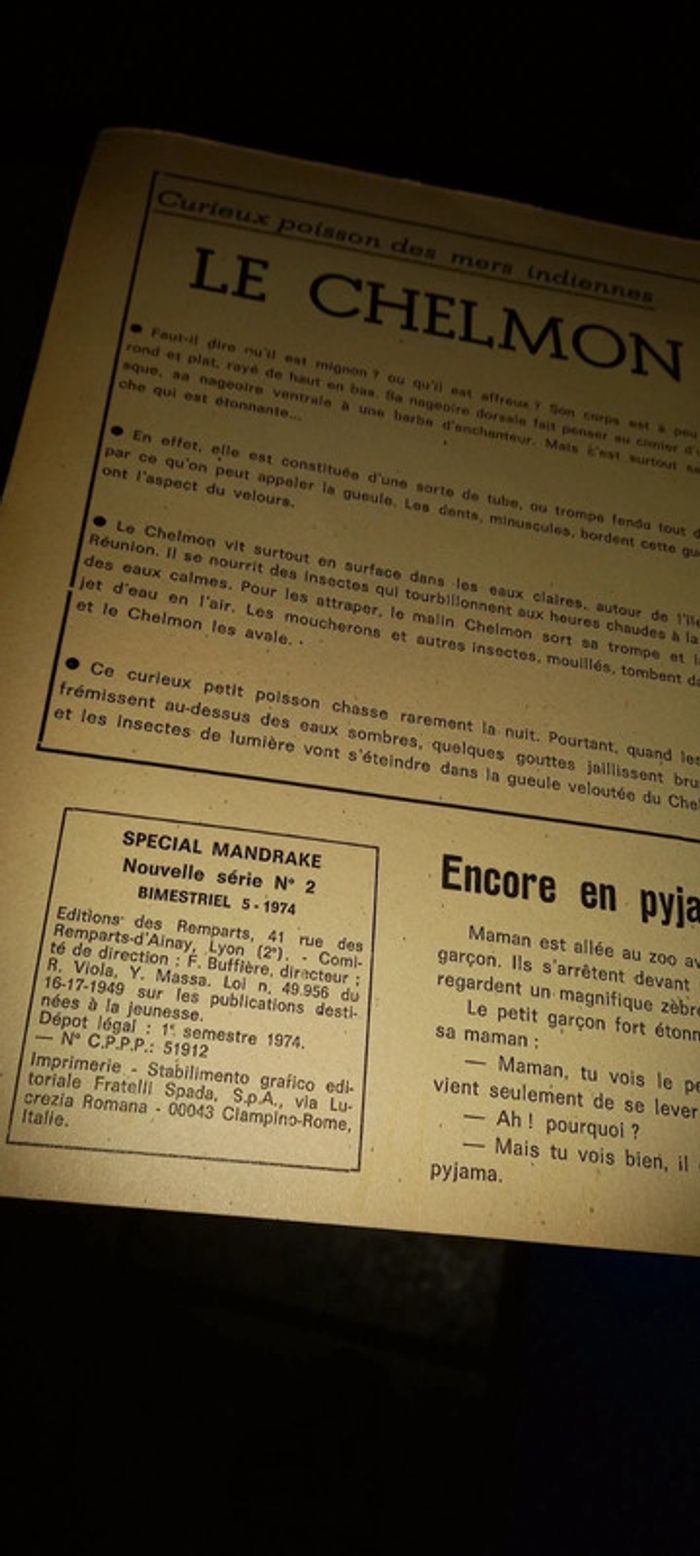 Curieux poisson des mers indiennes
LE CHELMON
● Faut-il dire qu'il est mignon ? ou qu'il est affreux ? Son corps est à peu
rond et plat, rayé de haut en bas. Sa nageoire dorsale fait penser au cimier d'u
sque, sa nageoire ventrale à une barbe d'enchanteur. Mais c'est surtout sa
che qui est étonnante...
● En effet, elle est constituée d'une sorte de tube, ou trompe fendu tout d
par ce qu'on peut appeler la gueule. Les dents, minuscules, bordent cette gu
ont l'aspect du velours.
● Le Chelmon vit surtout en surface dans les eaux claires, autour de l'île
Réunion. Il se nourrit des insectes qui tourbillonnent aux heures chaudes à la
des eaux calmes. Pour les attraper, le malin Chelmon sort sa trompe et l
jet d'eau en l'air. Les moucherons et autres insectes, mouillés, tombent da
et le Chelmon les avale.
● Ce curieux petit poisson chasse rarement la nuit. Pourtant, quand les
frémissent au-dessus des eaux sombres, quelques gouttes jaillissent bru
et les insectes de lumière vont s'éteindre dans la gueule veloutée du Chel
SPECIAL MANDRAKE
Nouvelle série N° 2
BIMESTRIEL 5 - 1974
Editions des Remparts, 41 rue des
Remparts-d'Ainay, Lyon (2°). - Comi-
té de direction : F. Buffière, directeur ;
R. Viola, Y. Massa. Loi n. 49.956 du
16-17-1949 sur les publications desti-
nées à la jeunesse.
Dépot légal : 1er semestre 1974.
— N° C.P.P.P.: 51912
Imprimerie - Stabilimento grafico edi-
toriale Fratelli Spada, S.p.A., via Lu-
crezia Romana - 00043 Ciampino-Rome,
Italie.
Encore en pyja
Maman est allée au zoo av
garçon. Ils s'arrêtent devant
regardent un magnifique zèbre
Le petit garçon fort étonn
sa maman :
— Maman, tu vois le pe
vient seulement de se lever
— Ah ! pourquoi ?
— Mais tu vois bien, il
pyjama.